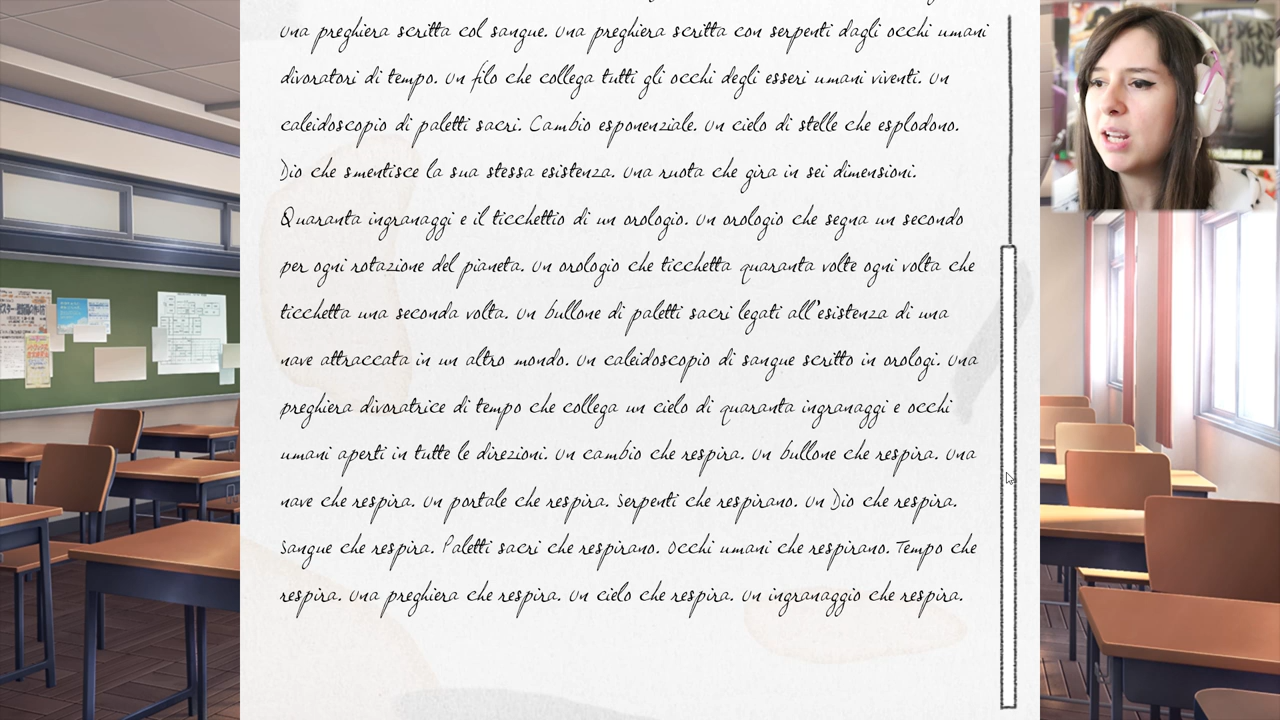 una preghiera scritta col sangue. una preghiera scritta con serpenti dagli occhi umani
divoratori di tempo. un filo che collega tutti gli occhi degli esseri umani viventi. un
caleidoscopio di paletti sacri. Cambio esponenziale. un cielo di stelle che esplodono.
Dio che smentisce la sua stessa esistenza. una ruota che gira in sei dimensioni.
Quaranta ingranaggi e il ticchettio di un orologio. un orologio che segna un secondo
per ogni rotazione del pianeta. un orologio che ticchetta quaranta volte ogni volta che
ticchetta una seconda volta. un bullone di paletti sacri legati all'esistenza di una
nave attraccata in un altro mondo. un caleidoscopio di sangue scritto in orologi. una
preghiera divoratrice di tempo che collega un cielo di quaranta ingranaggi e occhi
umani aperti in tutte le direzioni. un cambio che respira. un bullone che respira. una
nave che respira. un portale che respira. Serpenti che respirano. un Dio che respira.
Sangue che respira. Paletti sacri che respirano. Occhi umani che respirano. Tempo che
respira. una preghiera che respira. un cielo che respira. un ingranaggio che respira.